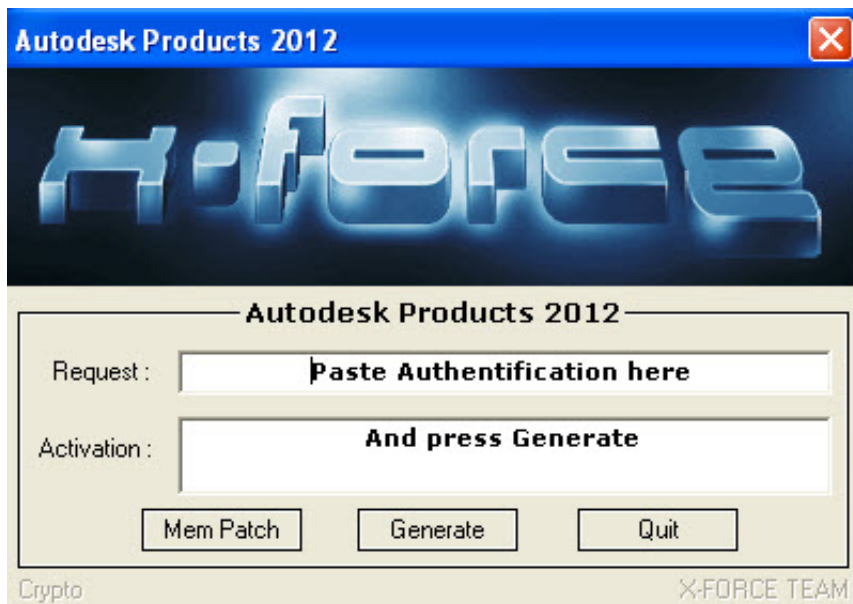 Autodesk Products 2012
x·force
Autodesk Products 2012
Request :
Paste Authentification here
Activation :
And press Generate
Mem Patch Generate Quit
Crypto X-FORCE TEAM